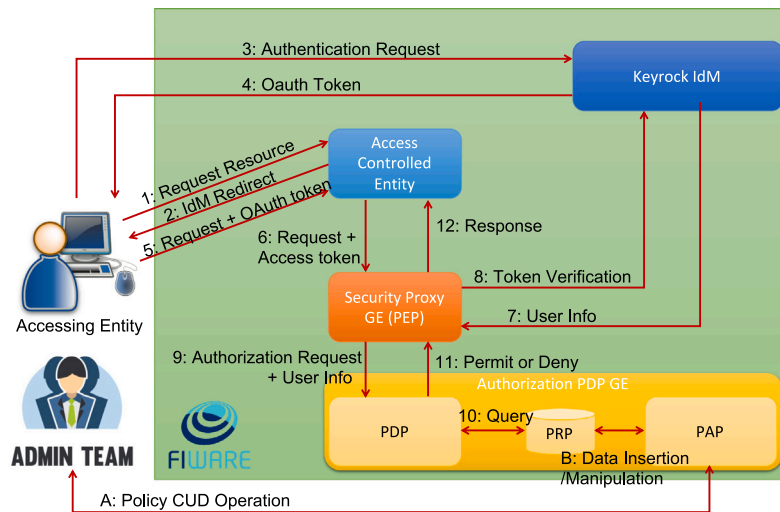 3: Authentication Request
Keyrock IdM
4: Oauth Token
Access
Controlled
Entity
1: Request Resource
2: IdM Redirect
5: Request + OAuth token
6: Request +
Access token
12: Response
8: Token Verification
Security Proxy
GE (PEP)
7: User Info
Accessing Entity
9: Authorization Request
+ User Info
11: Permit or Deny
Authorization PDP GE
PDP
10: Query
PRP
PAP
B: Data Insertion
/Manipulation
FIWARE
ADMIN TEAM
A: Policy CUD Operation